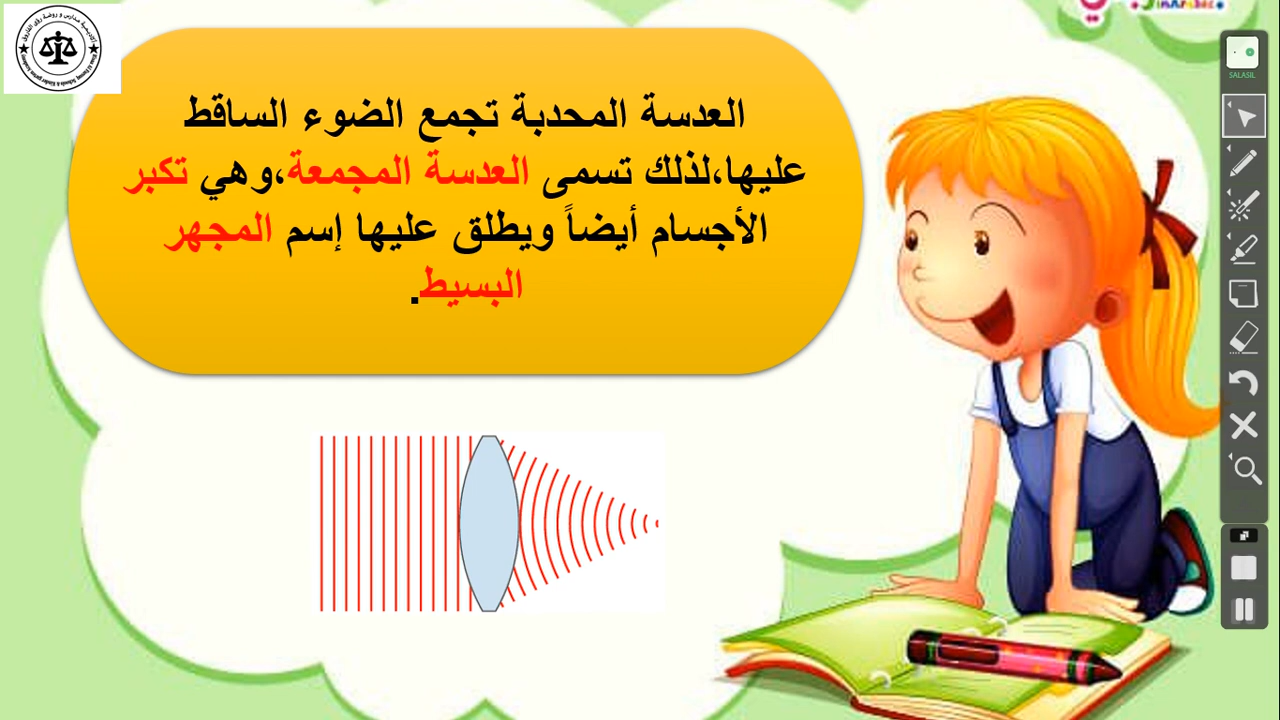 العدسة المحدبة تجمع الضوء الساقط
عليها،لذلك تسمى العدسة المجمعة،وهي تكبر
الأجسام أيضاً ويطلق عليها إسم المجهر
البسيط.
SALASIL